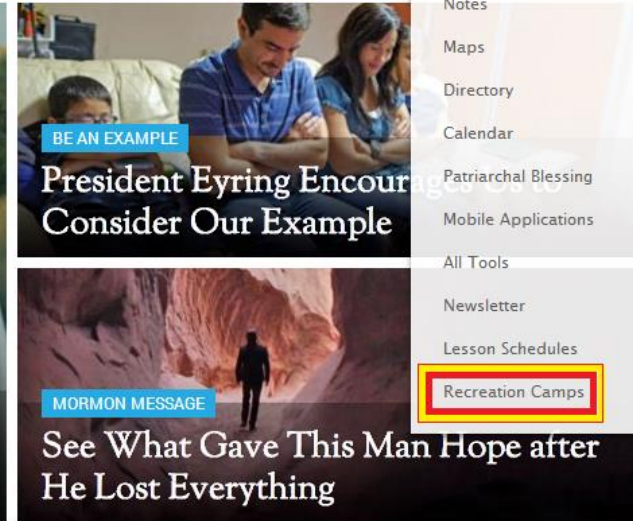 BE AN EXAMPLE
President Eyring Encourages Us to
Consider Our Example
MORMON MESSAGE
See What Gave This Man Hope after
He Lost Everything
Notes
Maps
Directory
Calendar
Patriarchal Blessing
Mobile Applications
All Tools
Newsletter
Lesson Schedules
Recreation Camps